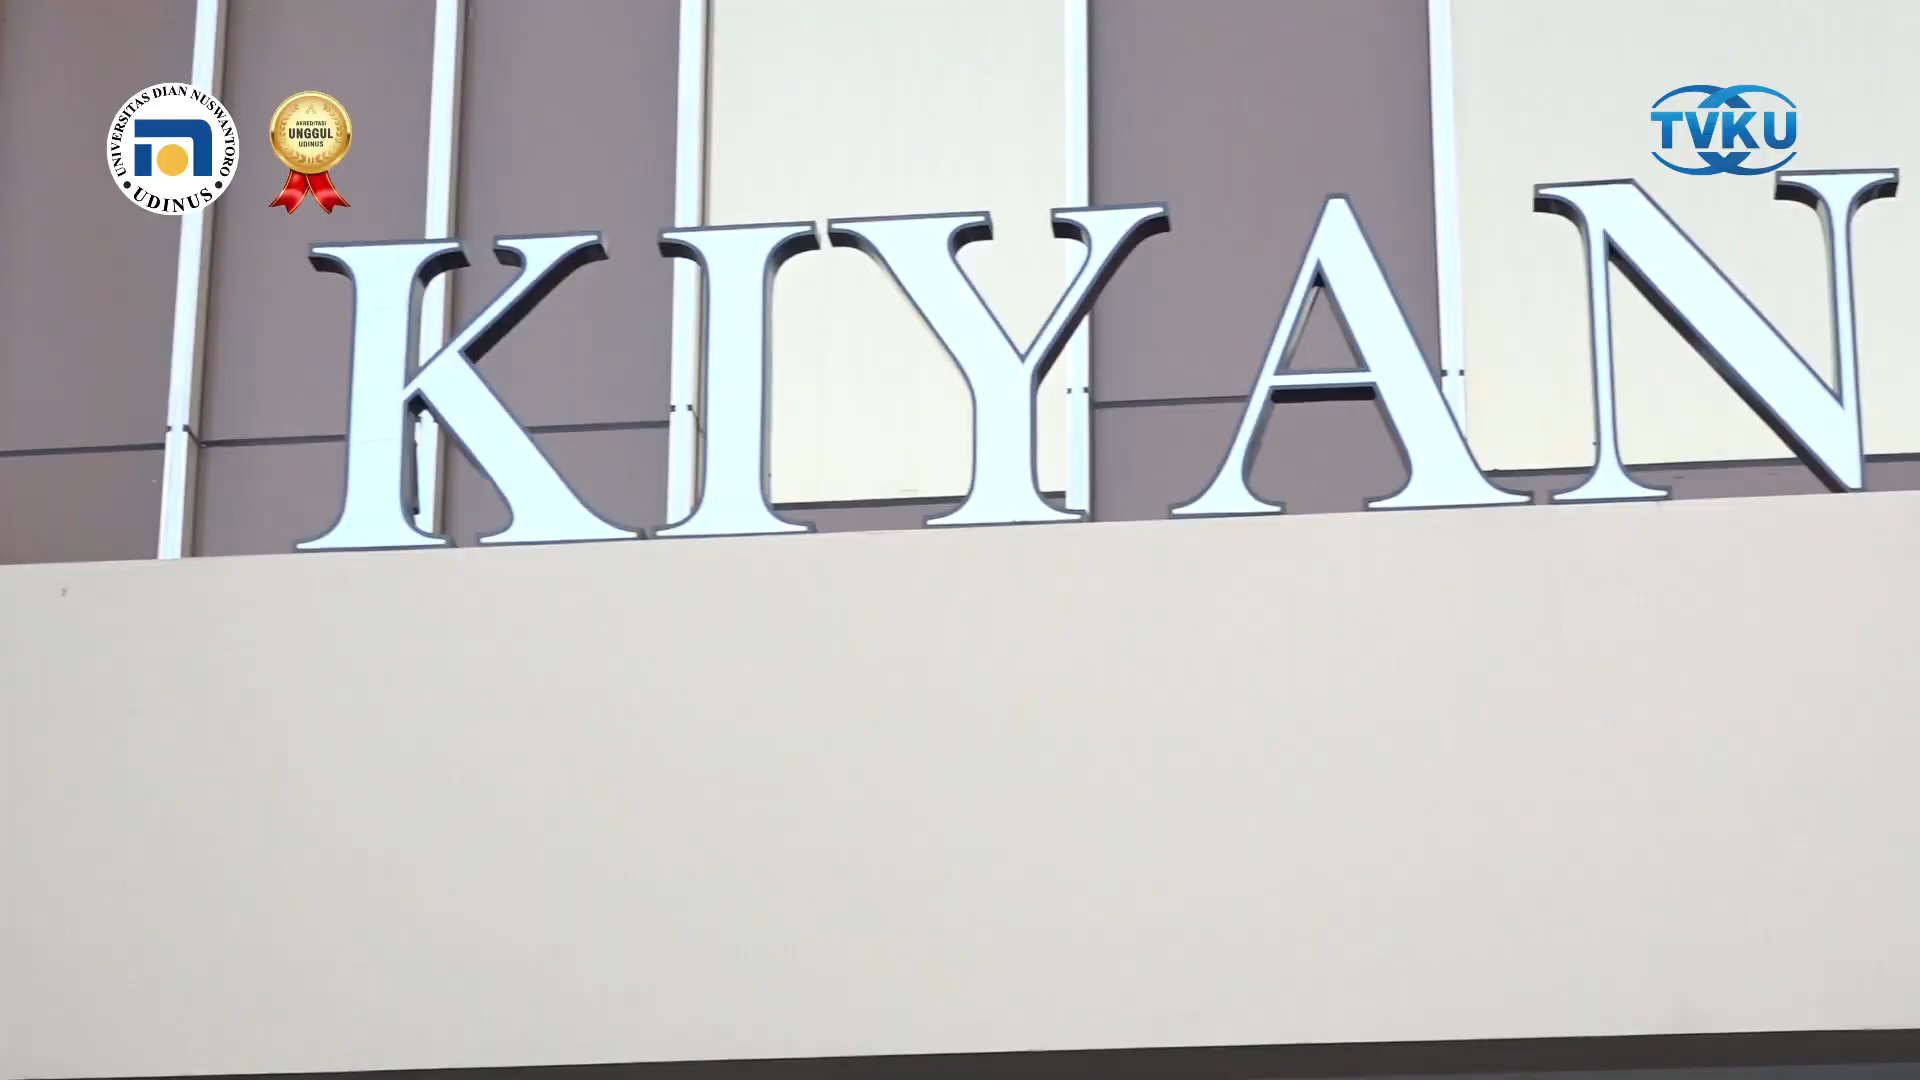 UNIVERSITAS DIAN NUSWANTORO
UDINUS
AKREDITASI
UNGGUL
UDINUS
TVKU
KIYAN